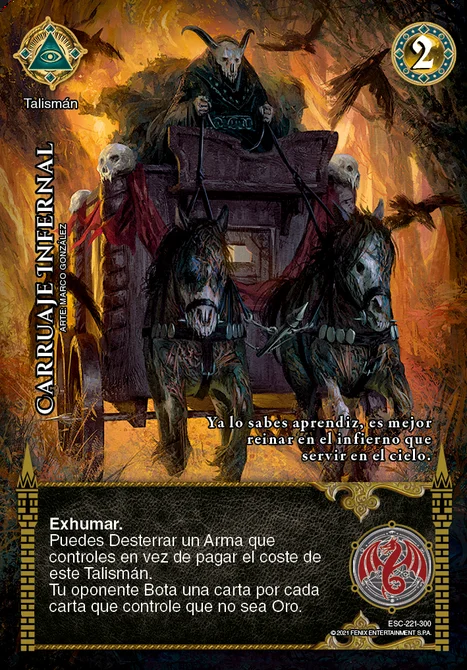 2
Talismán
CARRUAJE INFERNAL
ARTE: MARCO GONZÁLEZ
Ya lo sabes aprendiz, es mejor
reinar en el infierno que
servir en el cielo.
Exhumar.
Puedes Desterrar un Arma que
controles en vez de pagar el coste de
este Talismán.
Tu oponente Bota una carta por cada
carta que controle que no sea Oro.
ESC-221-300
©2021 FENIX ENTERTAINMENT S.P.A.